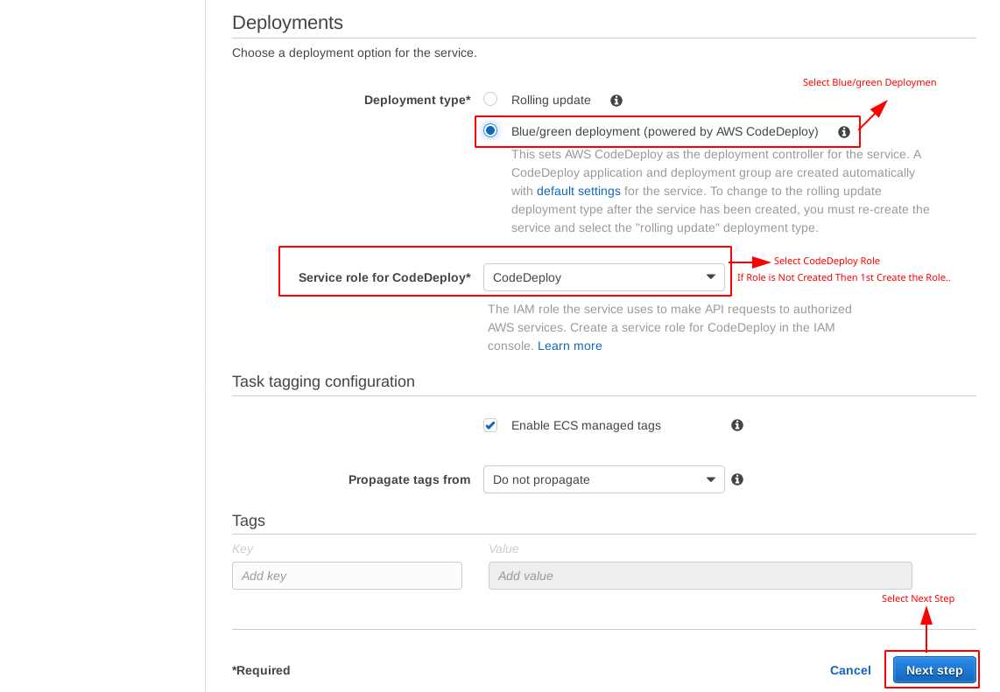 Deployments
Choose a deployment option for the service.
Select Blue/green Deploymen
Deployment type*
Rolling update
Blue/green deployment (powered by AWS CodeDeploy)
This sets AWS CodeDeploy as the deployment controller for the service. A
CodeDeploy application and deployment group are created automatically
with default settings for the service. To change to the rolling update
deployment type after the service has been created, you must re-create the
service and select the "rolling update" deployment type.
Select CodeDeploy Role
Service role for CodeDeploy*
CodeDeploy
If Role is Not Created Then 1st Create the Role..
The IAM role the service uses to make API requests to authorized
AWS services. Create a service role for CodeDeploy in the IAM
console. Learn more
Task tagging configuration
Enable ECS managed tags
Propagate tags from
Do not propagate
Tags
Key
Value
Add key
Add value
Select Next Step
*Required
Cancel
Next step